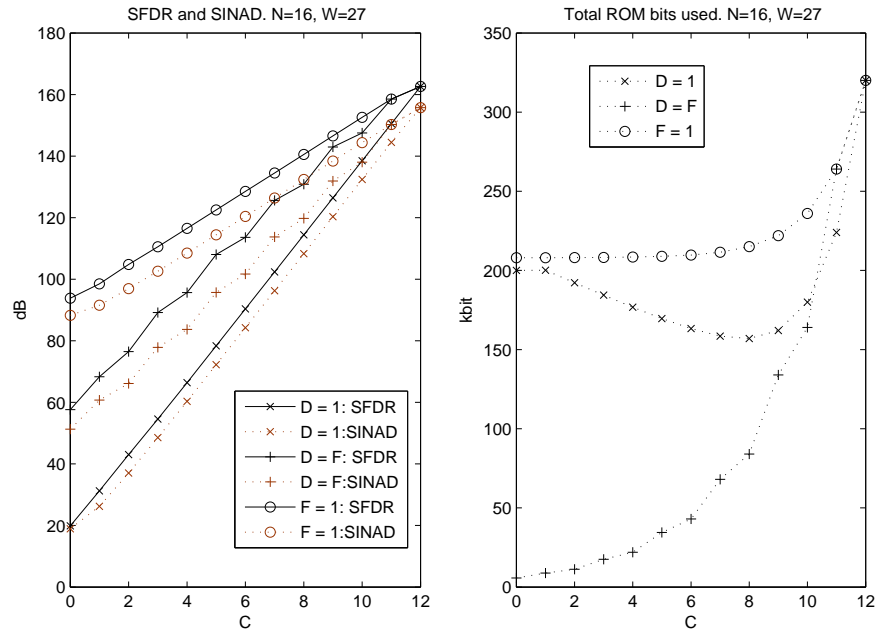 SFDR and SINAD. N=16, W=27
180
160
140
120
100
80
60
40
20
0
dB
0 2 4 6 8 10 12
C
D = 1: SFDR
D = 1:SINAD
D = F: SFDR
D = F:SINAD
F = 1: SFDR
F = 1:SINAD
Total ROM bits used. N=16, W=27
350
300
250
200
150
100
50
0
kbit
0 2 4 6 8 10 12
C
D = 1
D = F
F = 1